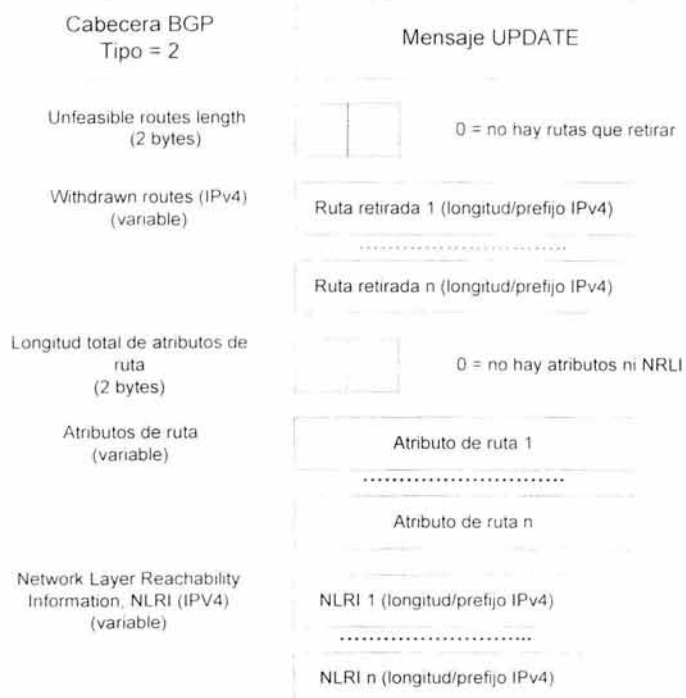 Cabecera BGP
Tipo = 2
Mensaje UPDATE
Unfeasible routes length
(2 bytes)
0 = no hay rutas que retirar
Withdrawn routes (IPv4)
(variable)
Ruta retirada 1 (longitud/prefijo IPv4)
Ruta retirada n (longitud/prefijo IPv4)
Longitud total de atributos de
ruta
(2 bytes)
0 = no hay atributos ni NRLI
Atributos de ruta
(variable)
Atributo de ruta 1
Atributo de ruta n
Network Layer Reachability
Information, NLRI (IPV4)
(variable)
NLRI 1 (longitud/prefijo IPv4)
NLRI n (longitud/prefijo IPv4)